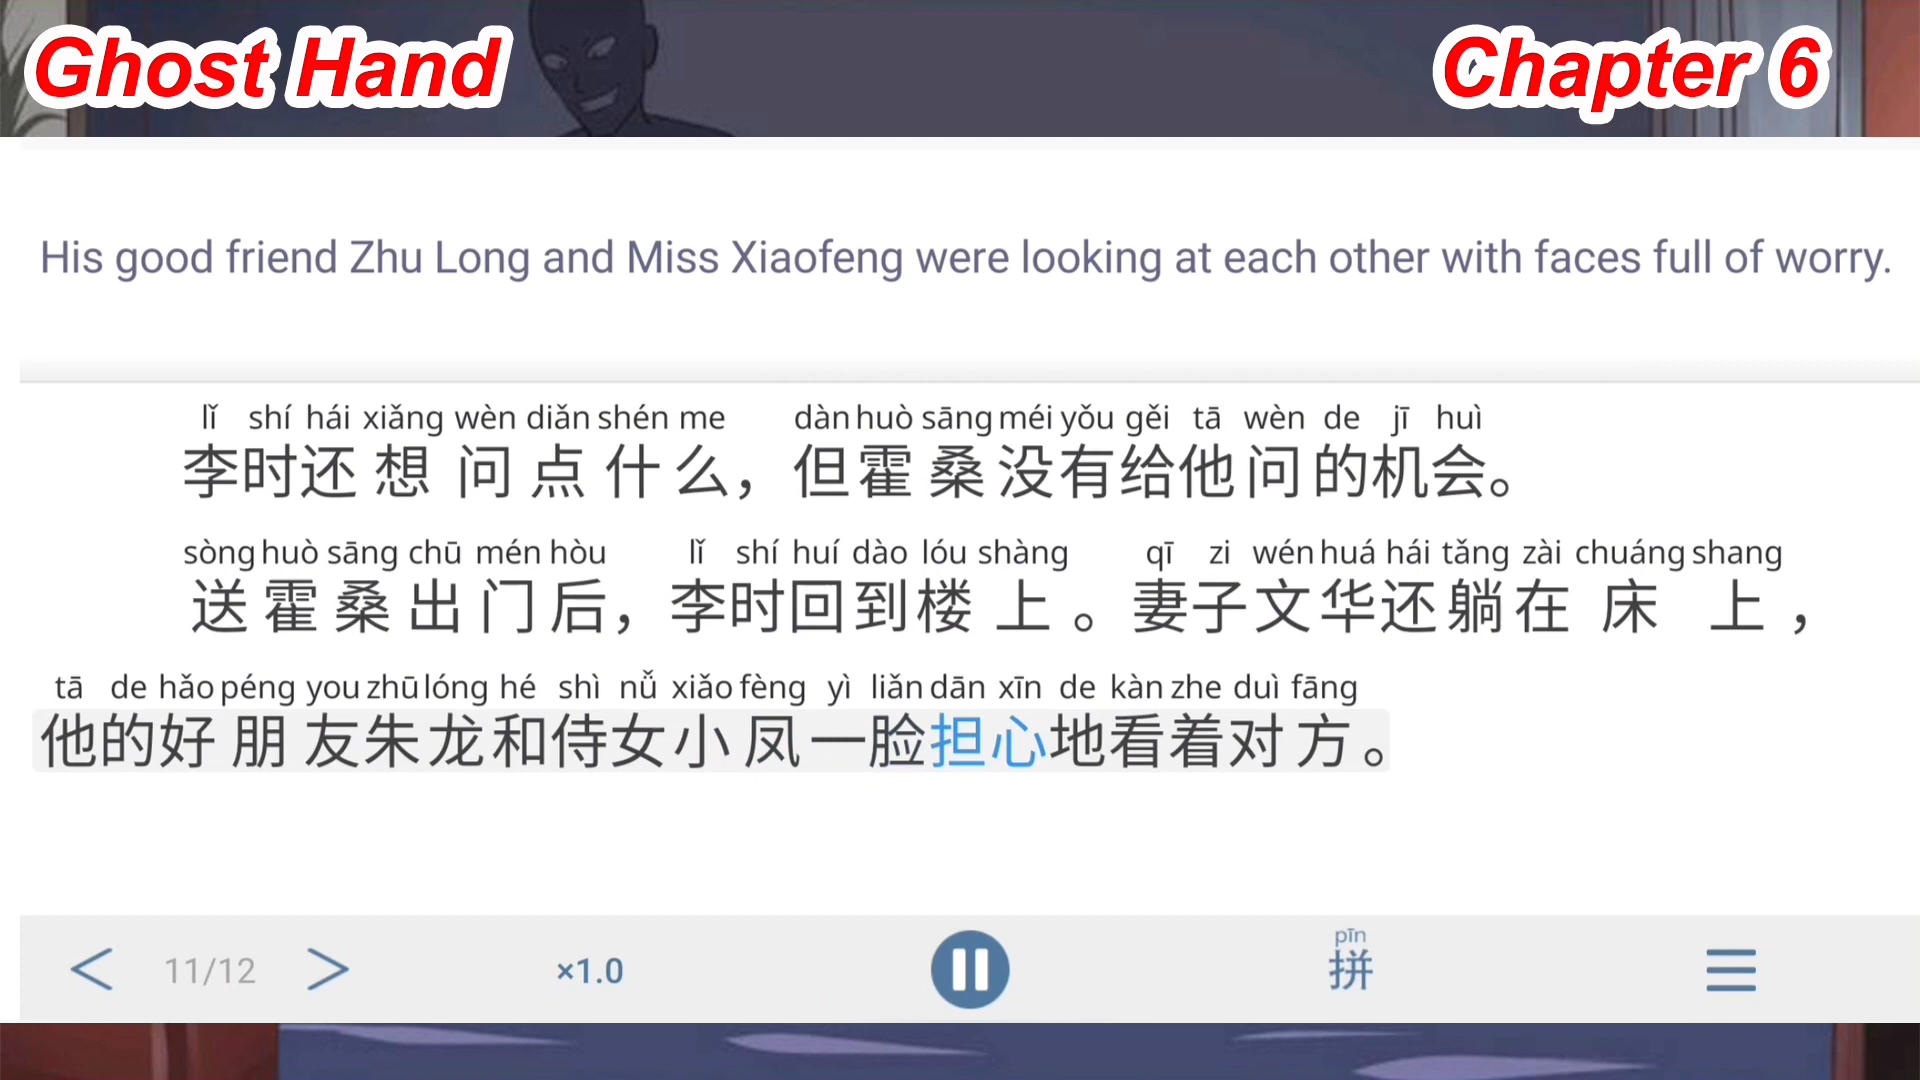 Ghost Hand
Chapter 6
His good friend Zhu Long and Miss Xiaofeng were looking at each other with faces full of worry.
lǐ shí hái xiǎng wèn diǎn shén me dàn huò sāng méi yǒu gěi tā wèn de jī huì
李时还想问点什么，但霍桑没有给他问的机会。
sòng huò sāng chū mén hòu lǐ shí huí dào lóu shàng qī zi wén huá hái tǎng zài chuáng shang
送霍桑出门后，李时回到楼上。妻子文华还躺在床上，
tā de hǎo péng you zhū lóng hé shì nǚ xiǎo fèng yì liǎn dān xīn de kàn zhe duì fāng
他的好朋友朱龙和侍女小凤一脸担心地看着对方。
pīn
< 11/12 > ×1.0 拼